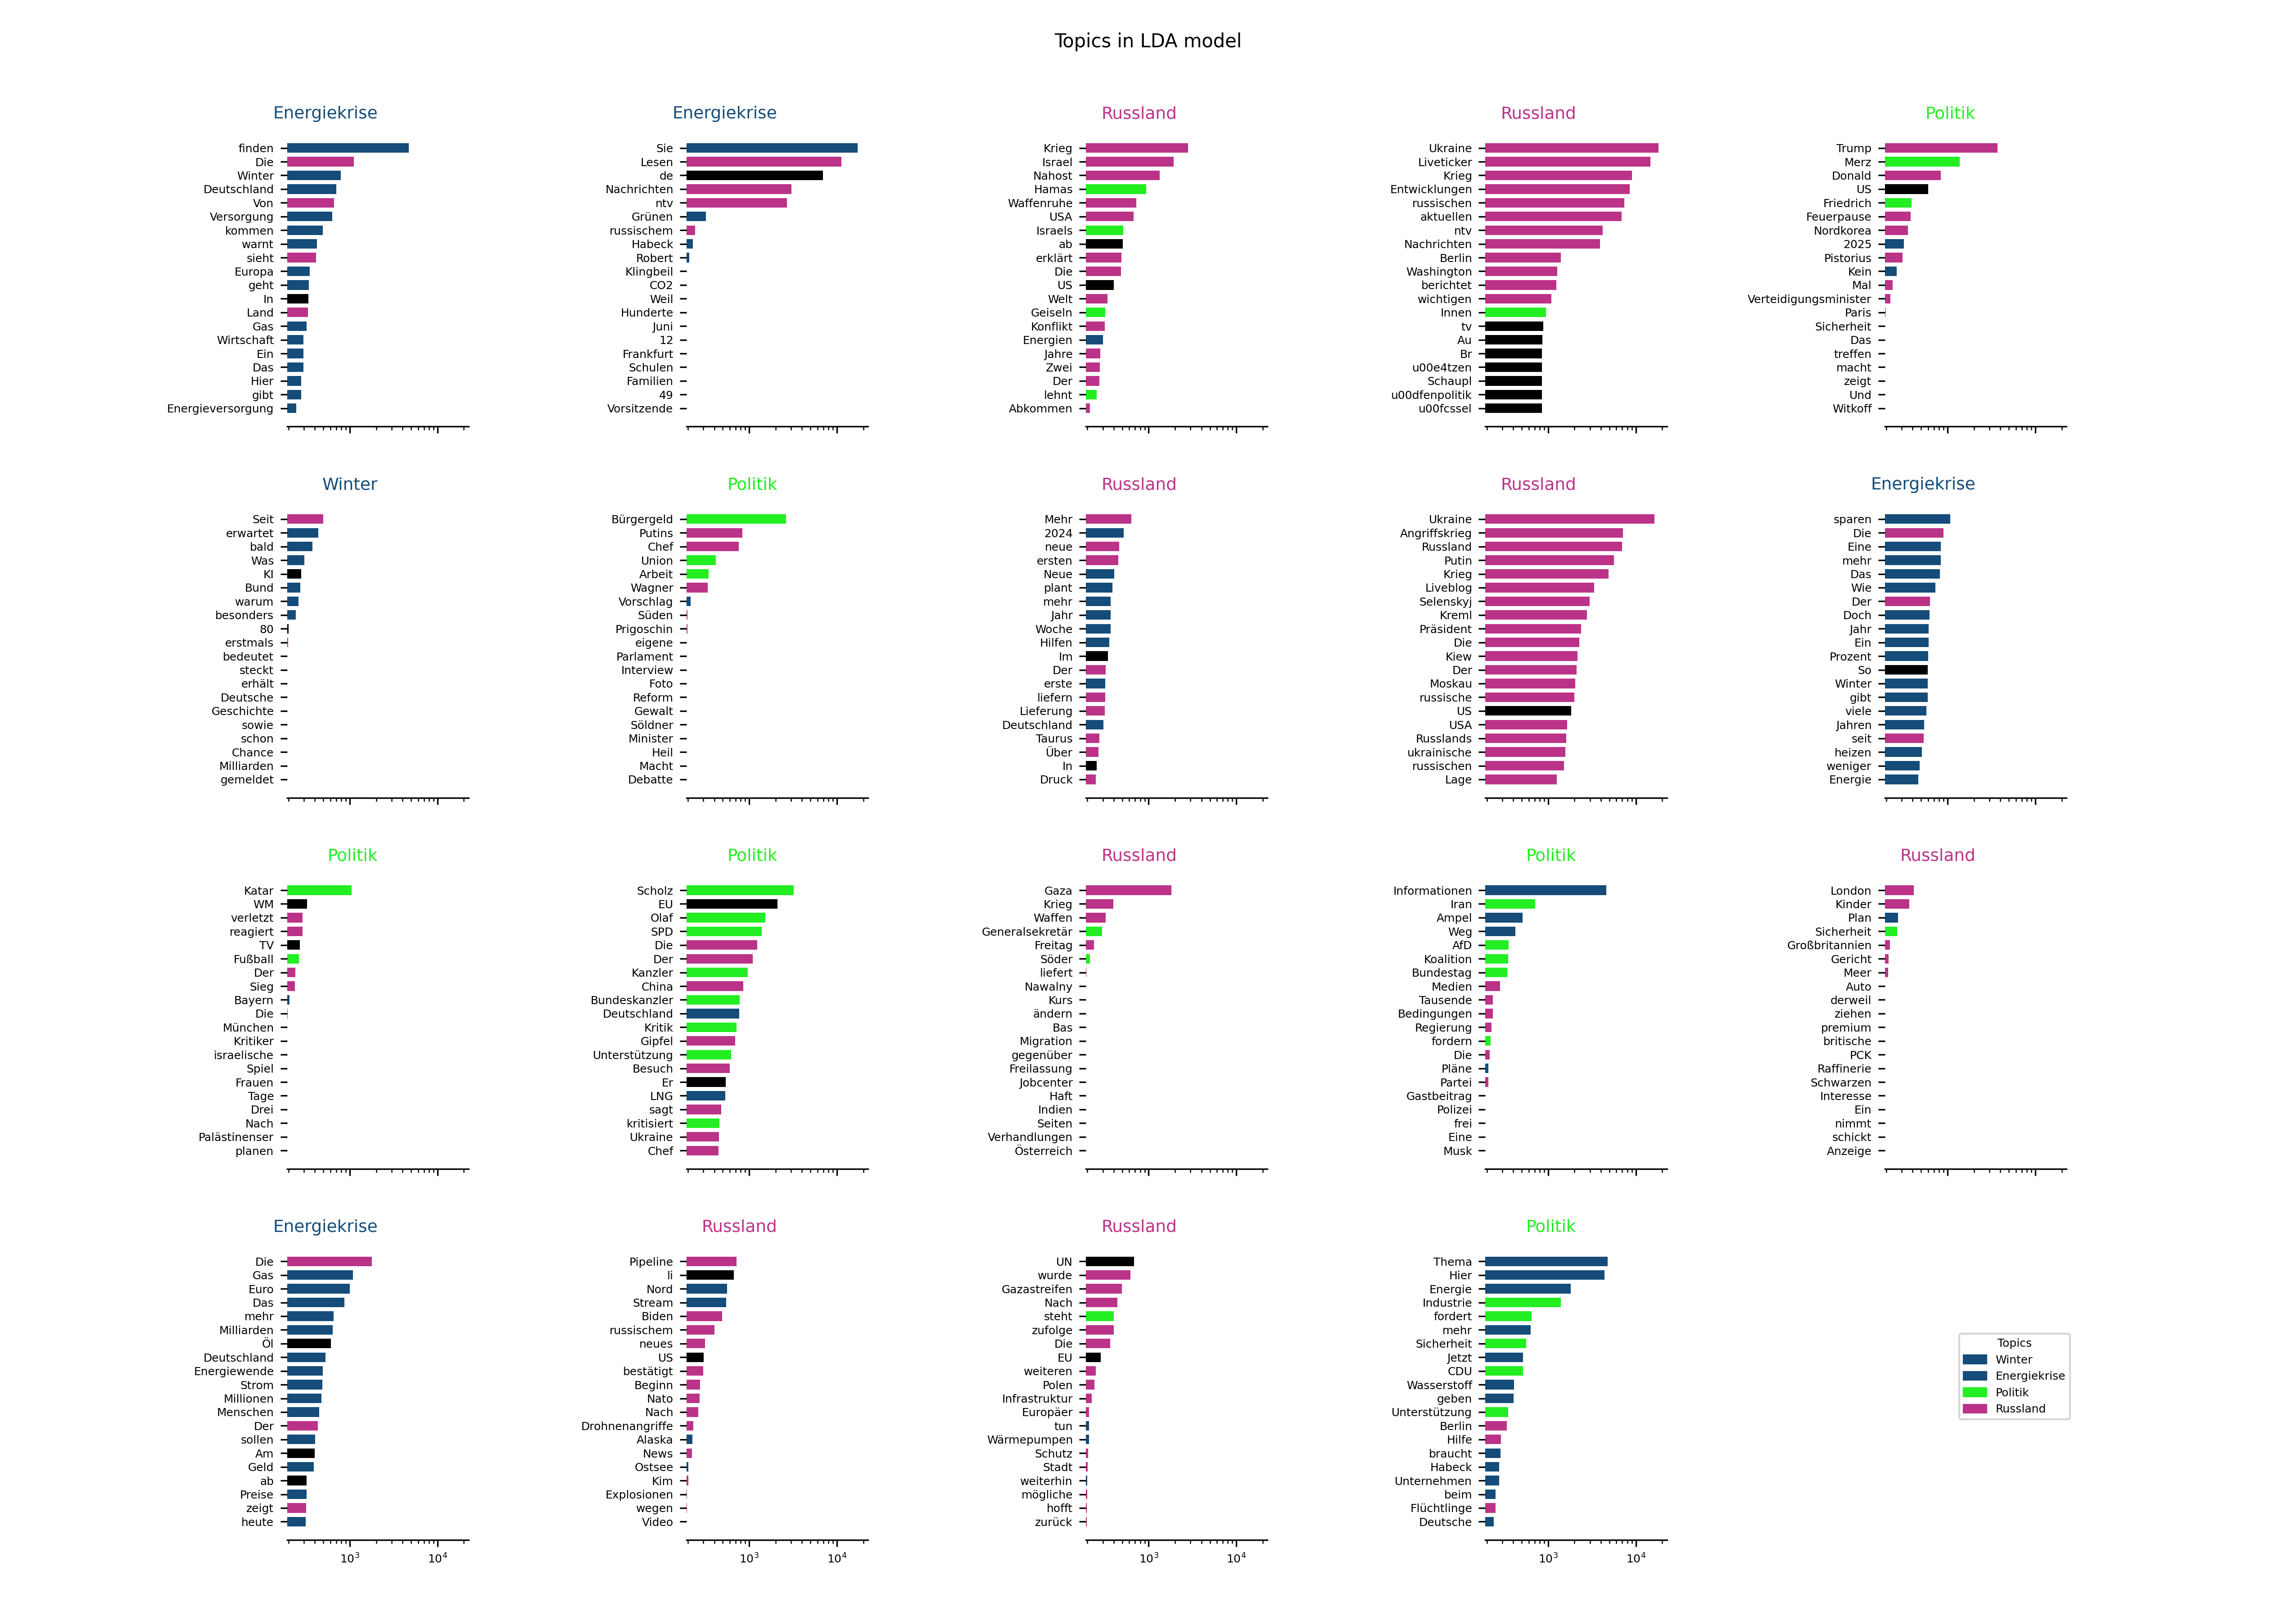 Topics in LDA model
Energiekrise
finden
Die
Winter
Deutschland
Von
Versorgung
kommen
warnt
sieht
Europa
geht
In
Land
Gas
Wirtschaft
Ein
Das
Hier
gibt
Energieversorgung
Energiekrise
Sie
Lesen
de
Nachrichten
ntv
Grünen
russischem
Habeck
Robert
Klingbeil
CO2
Weil
Hunderte
Juni
12
Frankfurt
Schulen
Familien
49
Vorsitzende
Russland
Krieg
Israel
Nahost
Hamas
Waffenruhe
USA
Israels
ab
erklärt
Die
US
Welt
Geiseln
Konflikt
Energien
Jahre
Zwei
Der
lehnt
Abkommen
Russland
Ukraine
Liveticker
Krieg
Entwicklungen
russischen
aktuellen
ntv
Nachrichten
Berlin
Washington
berichtet
wichtigen
Innen
tv
Au
Br
u00e4tzen
Schaupl
u00dfenpolitik
u00fcssel
Politik
Trump
Merz
Donald
US
Friedrich
Feuerpause
Nordkorea
2025
Pistorius
Kein
Mal
Verteidigungsminister
Paris
Sicherheit
Das
treffen
macht
zeigt
Und
Witkoff
Winter
Seit
erwartet
bald
Was
KI
Bund
warum
besonders
80
erstmals
bedeutet
steckt
erhält
Deutsche
Geschichte
sowie
schon
Chance
Milliarden
gemeldet
Politik
Bürgergeld
Putins
Chef
Union
Arbeit
Wagner
Vorschlag
Süden
Prigoschin
eigene
Parlament
Interview
Foto
Reform
Gewalt
Söldner
Minister
Heil
Macht
Debatte
Russland
Mehr
2024
neue
ersten
Neue
plant
mehr
Jahr
Woche
Hilfen
Im
Der
erste
liefern
Lieferung
Deutschland
Taurus
Über
In
Druck
Russland
Ukraine
Angriffskrieg
Russland
Putin
Krieg
Liveblog
Selenskyj
Kreml
Präsident
Die
Kiew
Der
Moskau
russische
US
USA
Russlands
ukrainische
russischen
Lage
Energiekrise
sparen
Die
Eine
mehr
Das
Wie
Der
Doch
Jahr
Ein
Prozent
So
Winter
gibt
viele
Jahren
seit
heizen
weniger
Energie
Politik
Katar
WM
verletzt
reagiert
TV
Fußball
Der
Sieg
Bayern
Die
München
Kritiker
israelische
Spiel
Frauen
Tage
Drei
Nach
Palästinenser
planen
Politik
Scholz
EU
Olaf
SPD
Die
Der
Kanzler
China
Bundeskanzler
Deutschland
Kritik
Gipfel
Unterstützung
Besuch
Er
LNG
sagt
kritisiert
Ukraine
Chef
Russland
Gaza
Krieg
Waffen
Generalsekretär
Freitag
Söder
liefert
Nawalny
Kurs
ändern
Bas
Migration
gegenüber
Freilassung
Jobcenter
Haft
Indien
Seiten
Verhandlungen
Österreich
Politik
Informationen
Iran
Ampel
Weg
AfD
Koalition
Bundestag
Medien
Tausende
Bedingungen
Regierung
fordern
Die
Pläne
Partei
Gastbeitrag
Polizei
frei
Eine
Musk
Russland
London
Kinder
Plan
Sicherheit
Großbritannien
Gericht
Meer
Auto
derweil
ziehen
premium
britische
PCK
Raffinerie
Schwarzen
Interesse
Ein
nimmt
schickt
Anzeige
Energiekrise
Die
Gas
Euro
Das
mehr
Milliarden
Öl
Deutschland
Energiewende
Strom
Millionen
Menschen
Der
sollen
Am
Geld
ab
Preise
zeigt
heute
10³ 10⁴
Russland
Pipeline
li
Nord
Stream
Biden
russischem
neues
US
bestätigt
Beginn
Nato
Nach
Drohnenangriffe
Alaska
News
Ostsee
Kim
Explosionen
wegen
Video
10³ 10⁴
Russland
UN
wurde
Gazastreifen
Nach
steht
zufolge
Die
EU
weiteren
Polen
Infrastruktur
Europäer
tun
Wärmepumpen
Schutz
Stadt
weiterhin
mögliche
hofft
zurück
10³ 10⁴
Politik
Thema
Hier
Energie
Industrie
fordert
mehr
Sicherheit
Jetzt
CDU
Wasserstoff
geben
Unterstützung
Berlin
Hilfe
braucht
Habeck
Unternehmen
beim
Flüchtlinge
Deutsche
10³ 10⁴
Topics
Winter
Energiekrise
Politik
Russland